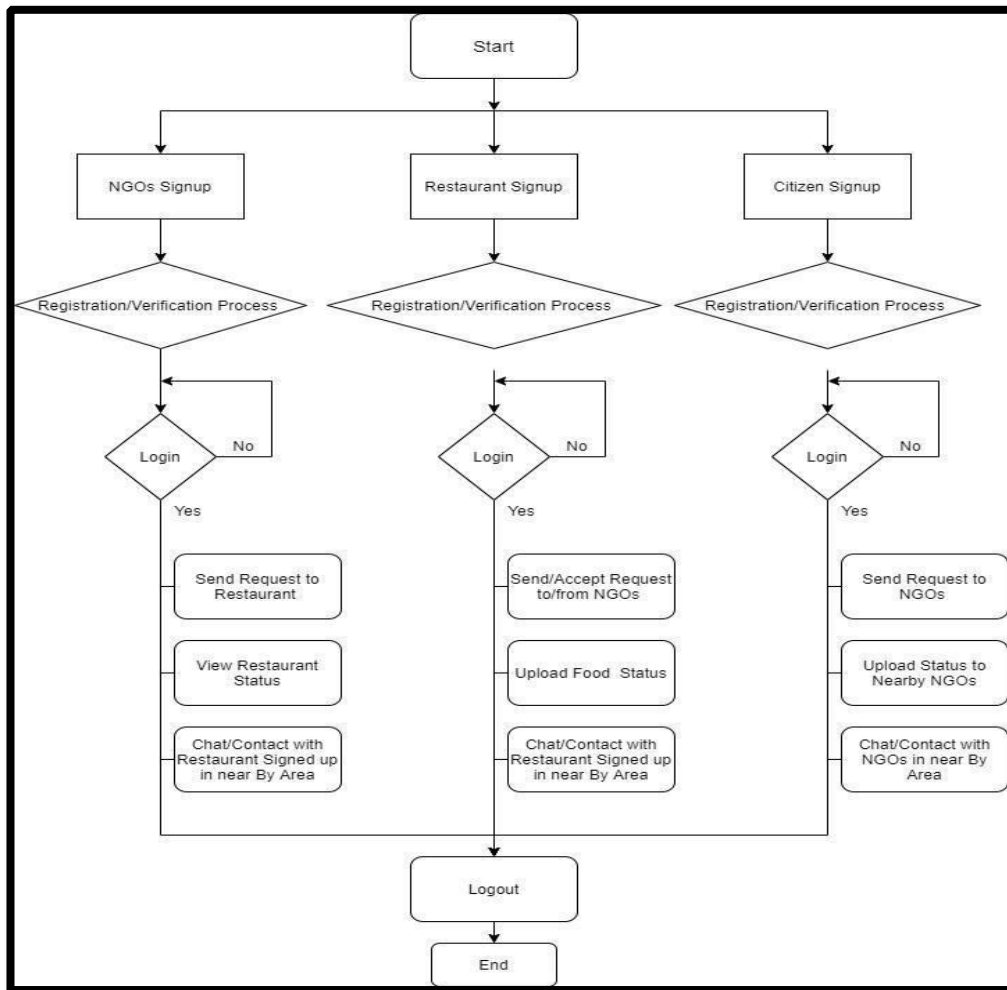 Start
NGOs Signup
Restaurant Signup
Citizen Signup
Registration/Verification Process
Registration/Verification Process
Registration/Verification Process
Login
No
Login
No
Login
No
Yes
Yes
Yes
Send Request to
Restaurant
Send/Accept Request
to/from NGOs
Send Request to
NGOs
View Restaurant
Status
Upload Food Status
Upload Status to
Nearby NGOs
Chat/Contact with
Restaurant Signed up
in near By Area
Chat/Contact with
Restaurant Signed up
in near By Area
Chat/Contact with
NGOs in near By
Area
Logout
End